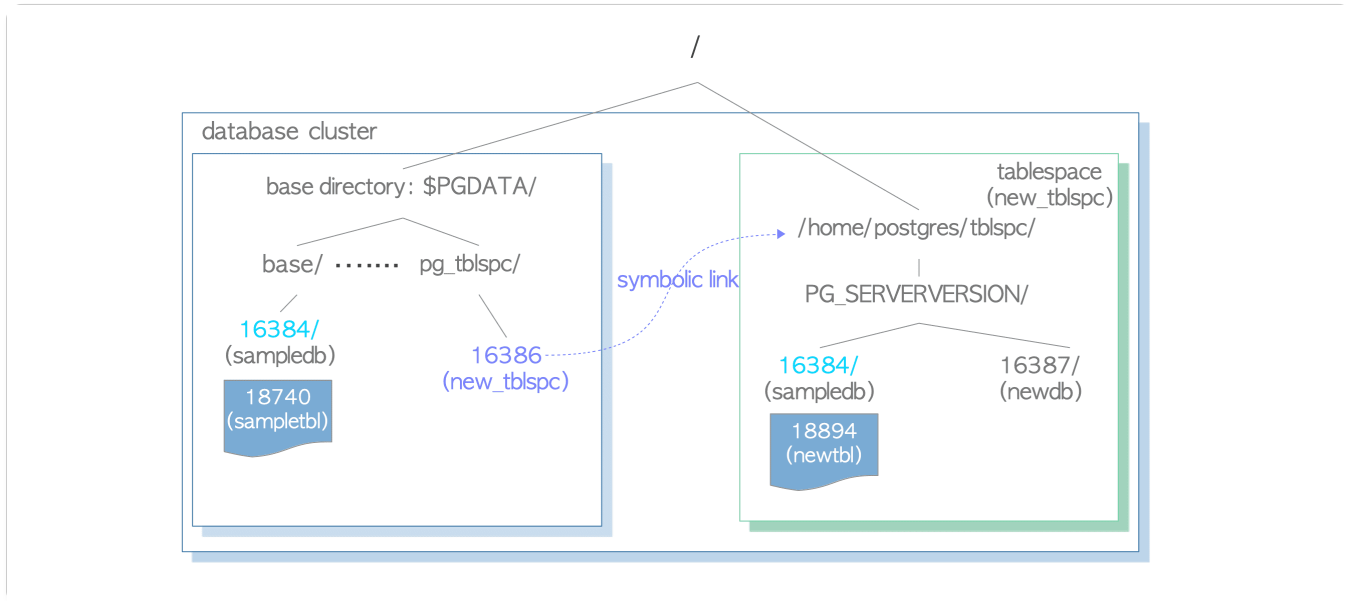 /
database cluster
base directory: $PGDATA/
base/ ······· pg_tblspc/
16384/
(sampledb)
18740
(sampletbl)
16386
(new_tblspc)
symbolic link
tablespace
(new_tblspc)
/home/postgres/tblspc/
PG_SERVERVERSION/
16384/
(sampledb)
18894
(newtbl)
16387/
(newdb)